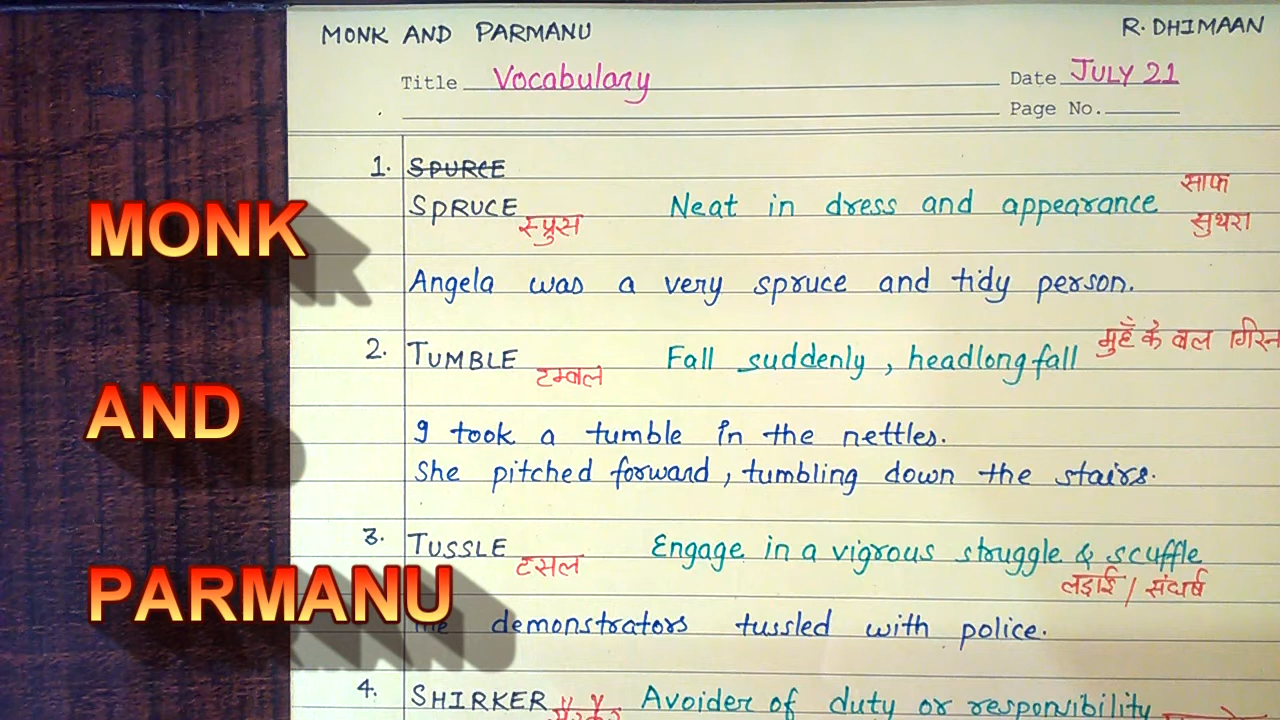 MONK AND PARMANU R. DHIMAAN
Title Vocabulary Date JULY 21
Page No.
1. SPURCE
SPRUCE Neat in dress and appearance साफ
स्प्रुस सुथरा
Angela was a very spruce and tidy person.
2. TUMBLE Fall suddenly, headlong fall मुहँ के बल
टम्बल
I took a tumble in the nettles.
She pitched forward, tumbling down the stairs.
3. TUSSLE Engage in a vigrous struggle & scuffle
टसल लड़ाई / संघर्ष
demonstrators tussled with police.
4. SHIRKER Avoider of duty or responsibility
MONK
AND
PARMANU